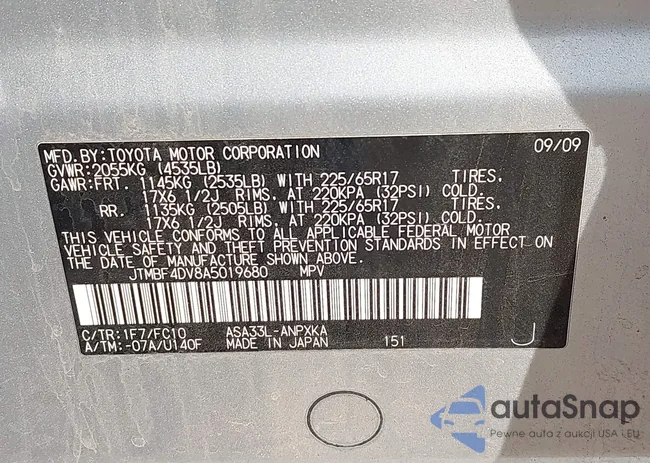 MFD.BY:TOYOTA MOTOR CORPORATION 09/09
GVWR:2055KG (4535LB)
GAWR:FRT. 1145KG (2535LB) WITH 225/65R17 TIRES.
17X6 1/2J RIMS. AT 220KPA (32PSI) COLD.
RR. 1135KG (2505LB) WITH 225/65R17 TIRES.
17X6 1/2J RIMS. AT 220KPA (32PSI) COLD.
THIS VEHICLE CONFORMS TO ALL APPLICABLE FEDERAL MOTOR
VEHICLE SAFETY AND THEFT PREVENTION STANDARDS IN EFFECT ON
THE DATE OF MANUFACTURE SHOWN ABOVE.
JTMBF4DV8A5019680 MPV
C/TR:1F7/FC10 ASA33L-ANPXKA
A/TM:-07A/U140F MADE IN JAPAN 151 J
autaSnap
Pewne auta z aukcji USA i EU